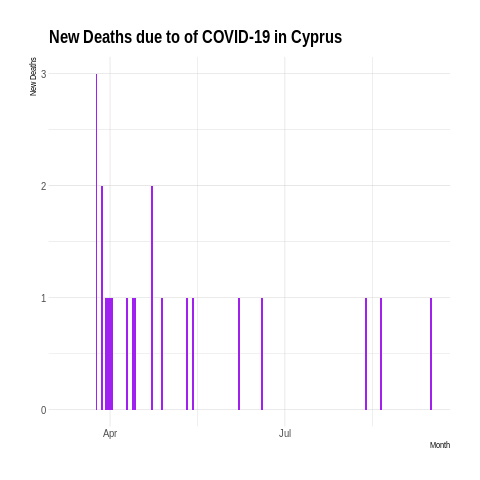 New Deaths due to of COVID-19 in Cyprus
New Deaths
3
2
1
0
Apr
Jul
Month